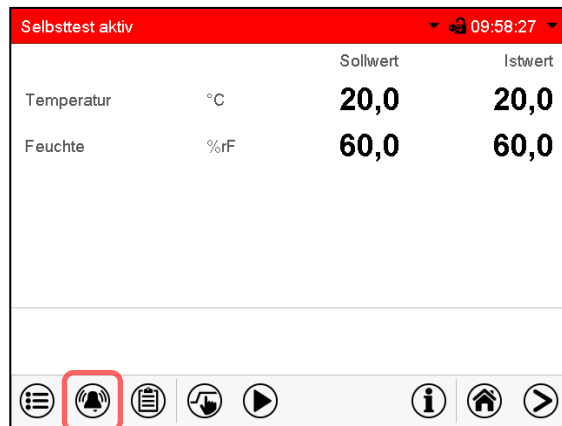 Selbsttest aktiv 09:58:27
Sollwert Istwert
Temperatur °C 20,0 20,0
Feuchte %rF 60,0 60,0